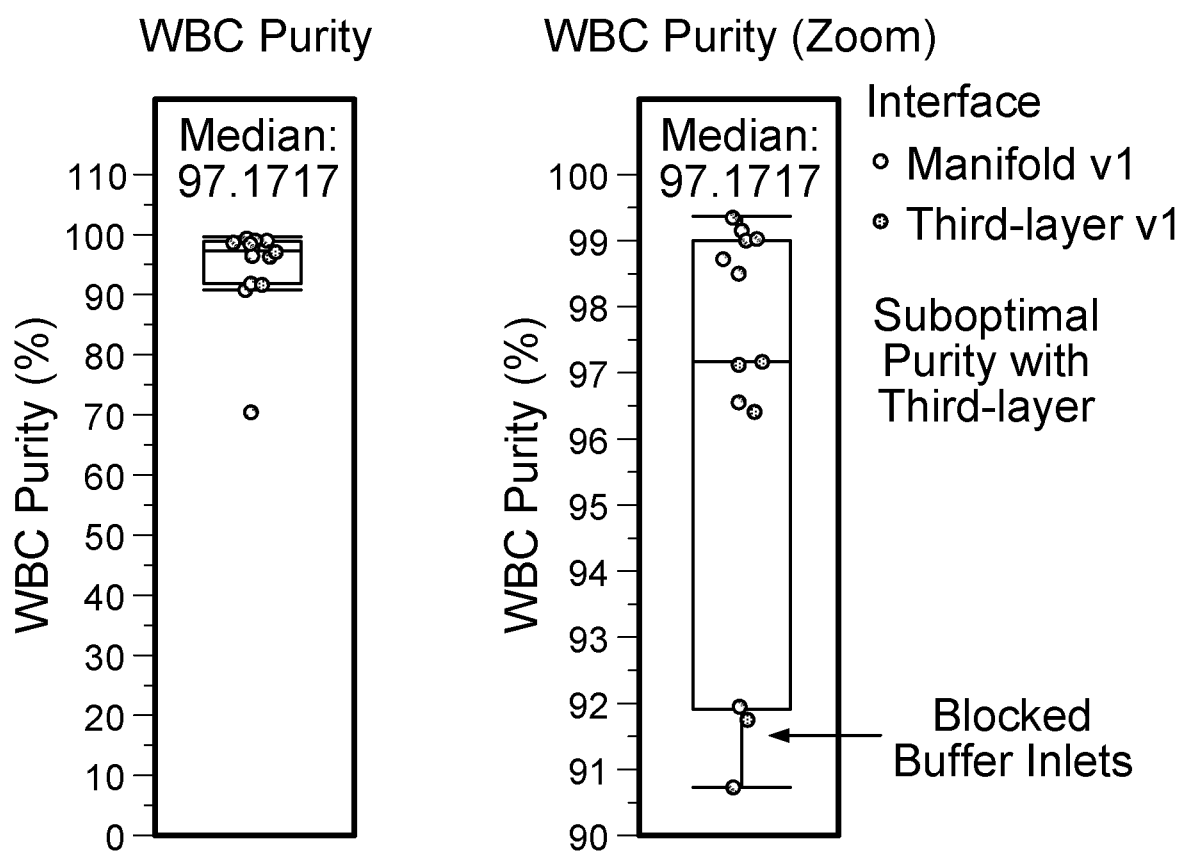 WBC Purity
WBC Purity (Zoom)
Median:
97.1717
110
100
90
80
70
60
50
40
30
20
10
0
WBC Purity (%)
Median:
97.1717
100
99
98
97
96
95
94
93
92
91
90
WBC Purity (%)
Interface
Manifold v1
Third-layer v1
Suboptimal
Purity with
Third-layer
Blocked
Buffer Inlets